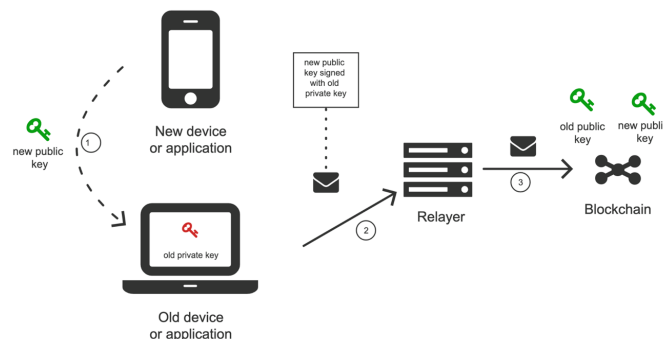 new public
key
1
New device
or application
old private key
Old device
or application
new public
key signed
with old
private key
2
Relayer
3
old public
key
new publi
key
Blockchain